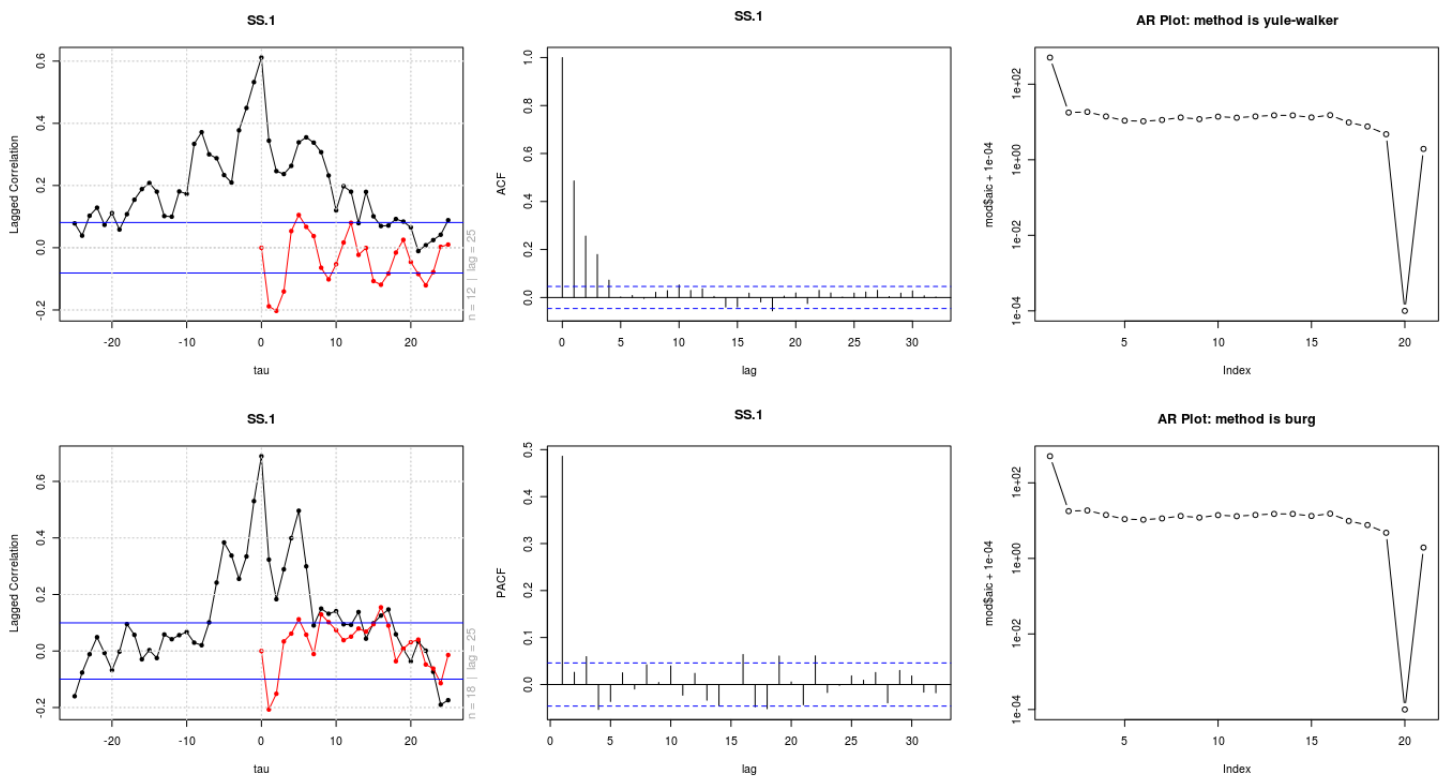 SS.1
Lagged Correlation
0.6
0.4
0.2
0.0
-0.2
-20 -10 0 10 20
tau
n = 12 | lag = 25
SS.1
ACF
1.0
0.8
0.6
0.4
0.2
0.0
0 5 10 15 20 25 30
lag
AR Plot: method is yule-walker
mod$aic + 1e-04
1e+02
1e+00
1e-02
1e-04
5 10 15 20
Index
SS.1
Lagged Correlation
0.6
0.4
0.2
0.0
-0.2
-20 -10 0 10 20
tau
n = 18 | lag = 25
SS.1
PACF
0.5
0.4
0.3
0.2
0.1
0.0
0 5 10 15 20 25 30
lag
AR Plot: method is burg
mod$aic + 1e-04
1e+02
1e+00
1e-02
1e-04
5 10 15 20
Index